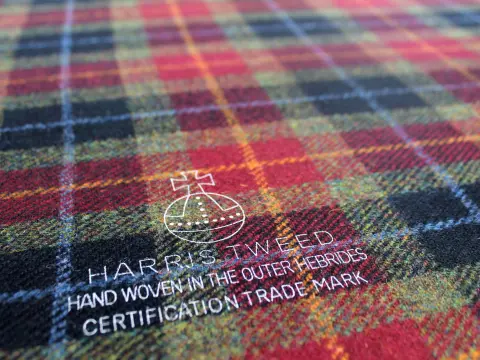 HARRIS TWEED
HAND WOVEN IN THE OUTER HEBRIDES
CERTIFICATION TRADE MARK